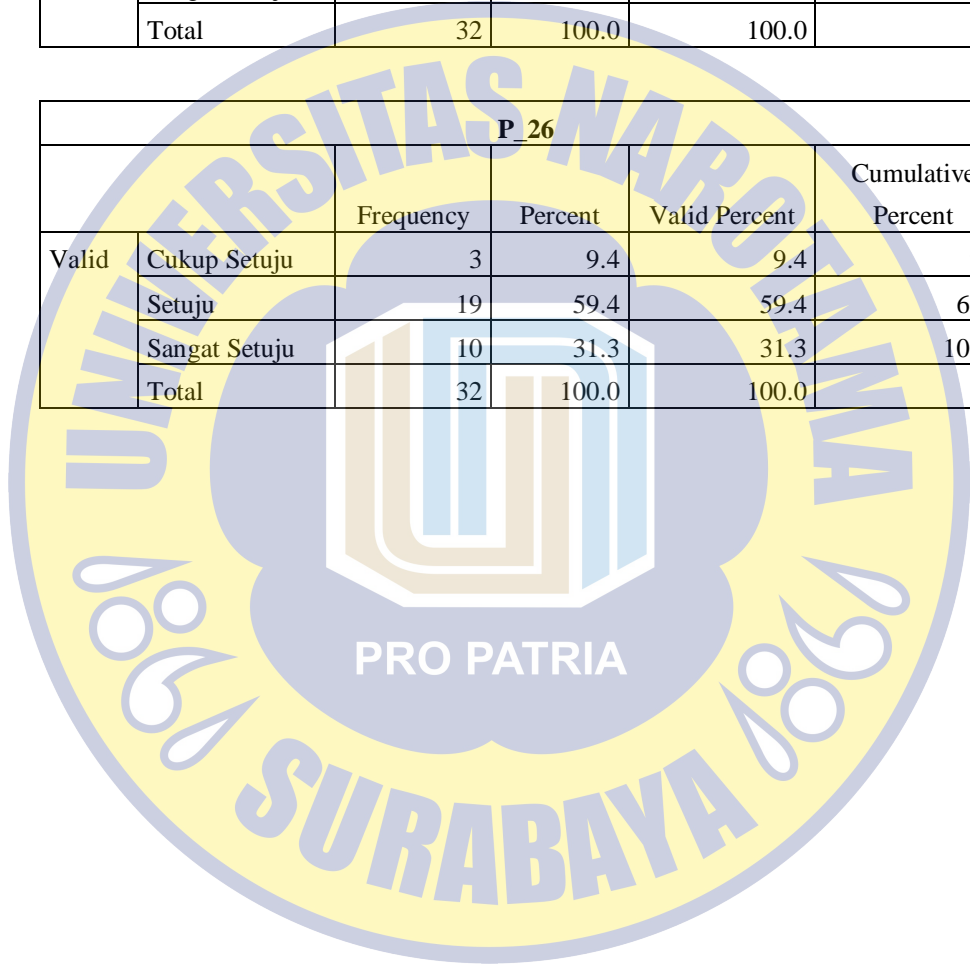 Total 32 100.0 100.0
P_26
Frequency Percent Valid Percent Cumulative Percent
Valid Cukup Setuju 3 9.4 9.4
Setuju 19 59.4 59.4
Sangat Setuju 10 31.3 31.3
Total 32 100.0 100.0
UNIVERSITAS NAROTAMA
PRO PATRIA
SURABAYA